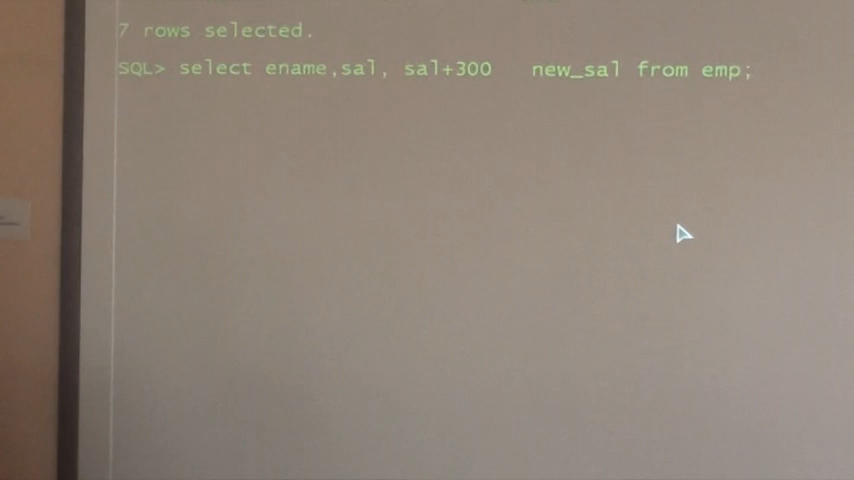 7 rows selected.
SQL> select ename,sal, sal+300   new_sal from emp;